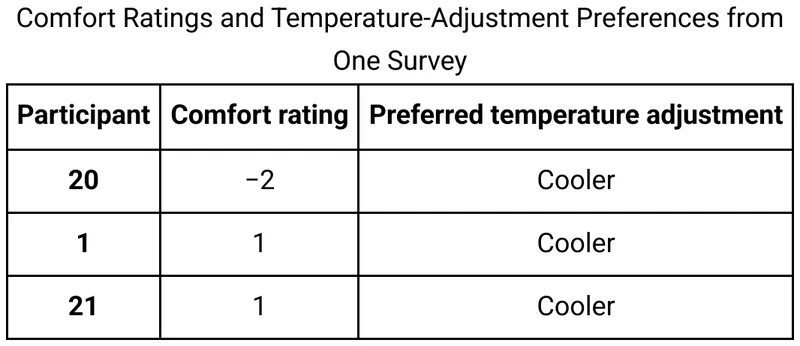 Comfort Ratings and Temperature-Adjustment Preferences from
One Survey
Participant Comfort rating Preferred temperature adjustment
20 −2 Cooler
1 1 Cooler
21 1 Cooler